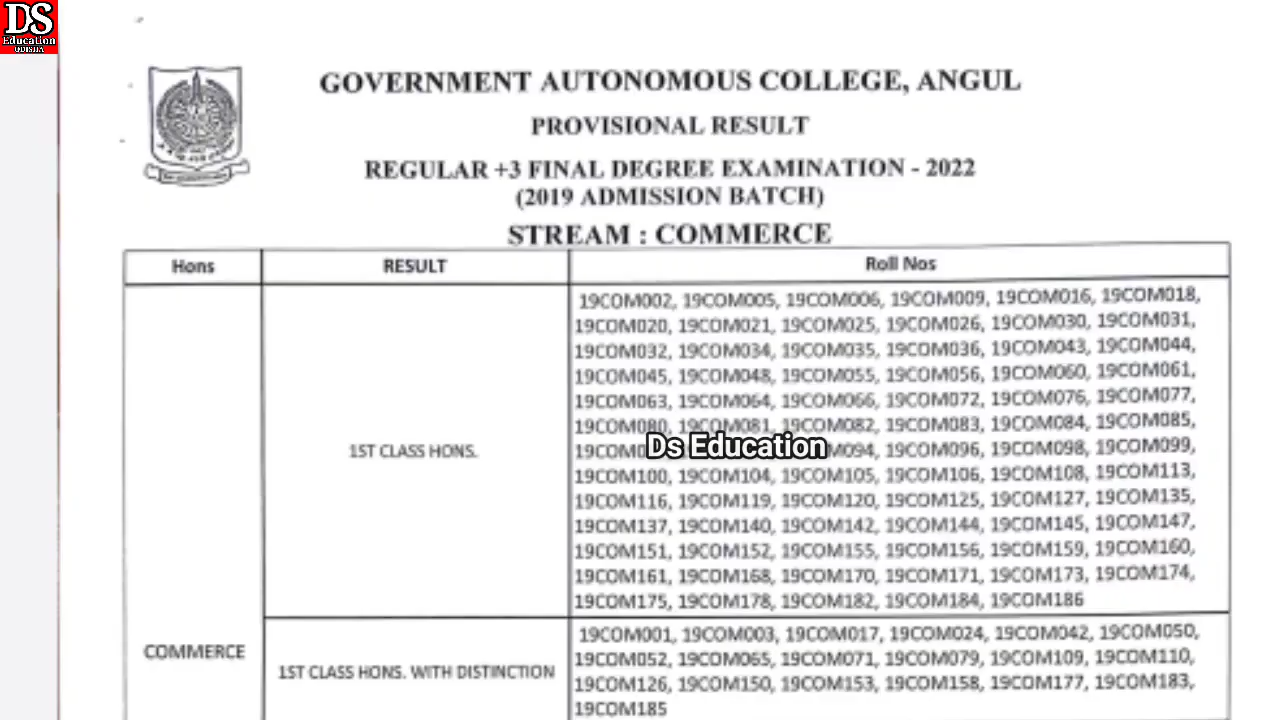 DS
Education
ODISHA
GOVERNMENT AUTONOMOUS COLLEGE, ANGUL
PROVISIONAL RESULT
REGULAR +3 FINAL DEGREE EXAMINATION - 2022
(2019 ADMISSION BATCH)
STREAM : COMMERCE
Hons RESULT Roll Nos
19COM002, 19COM005, 19COM006, 19COM009, 19COM016, 19COM018,
19COM020, 19COM021, 19COM025, 19COM026, 19COM030, 19COM031,
19COM032, 19COM034, 19COM035, 19COM036, 19COM043, 19COM044,
19COM045, 19COM048, 19COM055, 19COM056, 19COM060, 19COM061,
19COM063, 19COM064, 19COM066, 19COM072, 19COM076, 19COM077,
19COM080, 19COM081, 19COM082, 19COM083, 19COM084, 19COM085,
1ST CLASS HONS.
Ds Education
19COM096, 19COM098, 19COM099,
19COM100, 19COM104, 19COM105, 19COM106, 19COM108, 19COM113,
19COM116, 19COM119, 19COM120, 19COM125, 19COM127, 19COM135,
19COM137, 19COM140, 19COM142, 19COM144, 19COM145, 19COM147,
19COM151, 19COM152, 19COM155, 19COM156, 19COM159, 19COM160,
19COM161, 19COM168, 19COM170, 19COM171, 19COM173, 19COM174,
19COM175, 19COM178, 19COM182, 19COM184, 19COM186
COMMERCE
1ST CLASS HONS. WITH DISTINCTION
19COM001, 19COM003, 19COM017, 19COM024, 19COM042, 19COM050,
19COM052, 19COM065, 19COM071, 19COM079, 19COM109, 19COM110,
19COM126, 19COM150, 19COM153, 19COM158, 19COM177, 19COM183,
19COM185